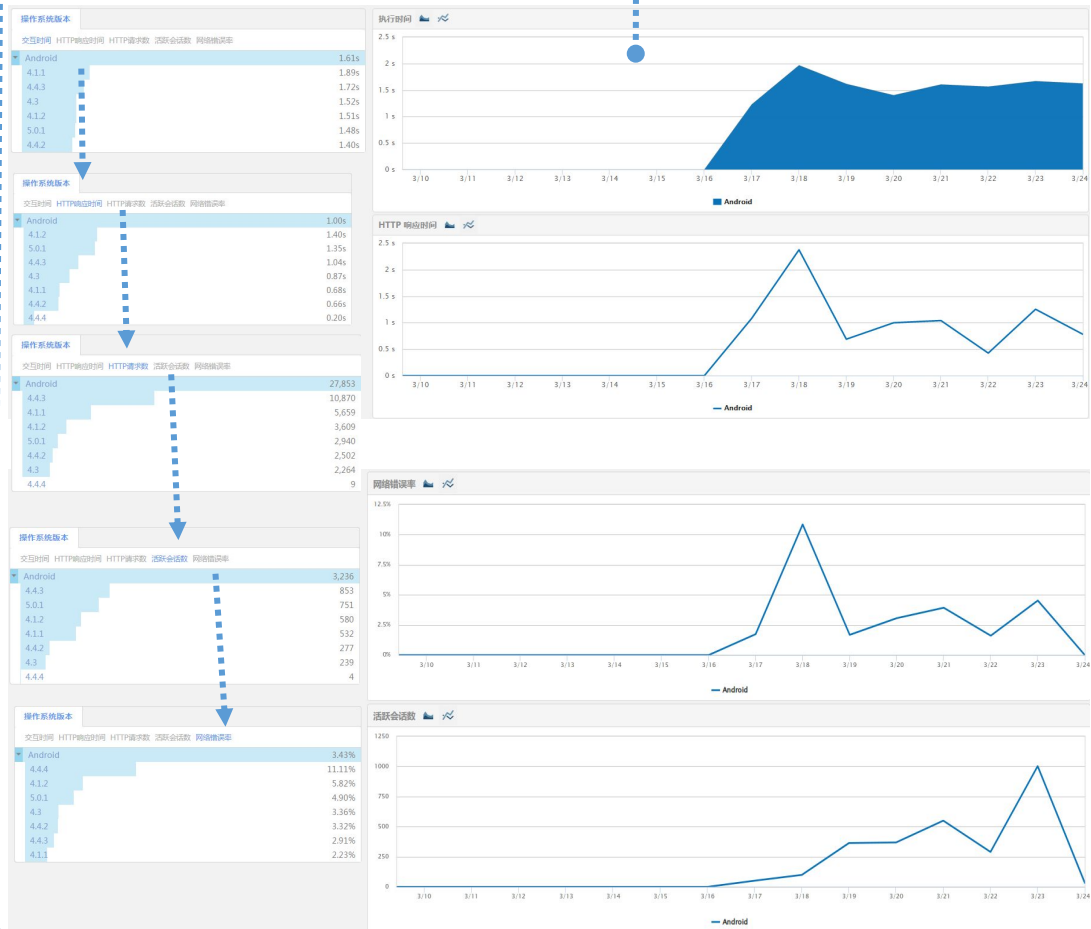 操作系统版本
交互时间 HTTP响应时间 HTTP请求数 活跃会话数 网络错误率
Android 1.61s
4.1.1 1.89s
4.4.3 1.72s
4.3 1.52s
4.1.2 1.51s
5.0.1 1.48s
4.4.2 1.40s
操作系统版本
交互时间 HTTP响应时间 HTTP请求数 活跃会话数 网络错误率
Android 1.00s
4.1.2 1.40s
5.0.1 1.35s
4.4.3 1.04s
4.3 0.87s
4.1.1 0.68s
4.4.2 0.66s
4.4.4 0.20s
操作系统版本
交互时间 HTTP响应时间 HTTP请求数 活跃会话数 网络错误率
Android 27,853
4.4.3 10,870
4.1.1 5,659
4.1.2 3,609
5.0.1 2,940
4.4.2 2,502
4.3 2,264
4.4.4 9
操作系统版本
交互时间 HTTP响应时间 HTTP请求数 活跃会话数 网络错误率
Android 3,236
4.4.3 853
5.0.1 751
4.1.2 580
4.1.1 532
4.4.2 277
4.3 239
4.4.4 4
操作系统版本
交互时间 HTTP响应时间 HTTP请求数 活跃会话数 网络错误率
Android 3.43%
4.4.4 11.11%
4.1.2 5.82%
5.0.1 4.90%
4.3 3.36%
4.4.2 3.32%
4.4.3 2.91%
4.1.1 2.23%
执行时间
2.5 s
2 s
1.5 s
1 s
0.5 s
0 s
3/10 3/11 3/12 3/13 3/14 3/15 3/16 3/17 3/18 3/19 3/20 3/21 3/22 3/23 3/24
Android
HTTP 响应时间
2.5 s
2 s
1.5 s
1 s
0.5 s
0 s
3/10 3/11 3/12 3/13 3/14 3/15 3/16 3/17 3/18 3/19 3/20 3/21 3/22 3/23 3/24
Android
网络错误率
12.5%
10%
7.5%
5%
2.5%
0%
3/10 3/11 3/12 3/13 3/14 3/15 3/16 3/17 3/18 3/19 3/20 3/21 3/22 3/23 3/24
Android
活跃会话数
1250
1000
750
500
250
0
3/10 3/11 3/12 3/13 3/14 3/15 3/16 3/17 3/18 3/19 3/20 3/21 3/22 3/23 3/24
Android